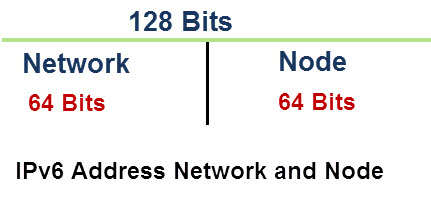 128 Bits
Network Node
64 Bits 64 Bits
IPv6 Address Network and Node